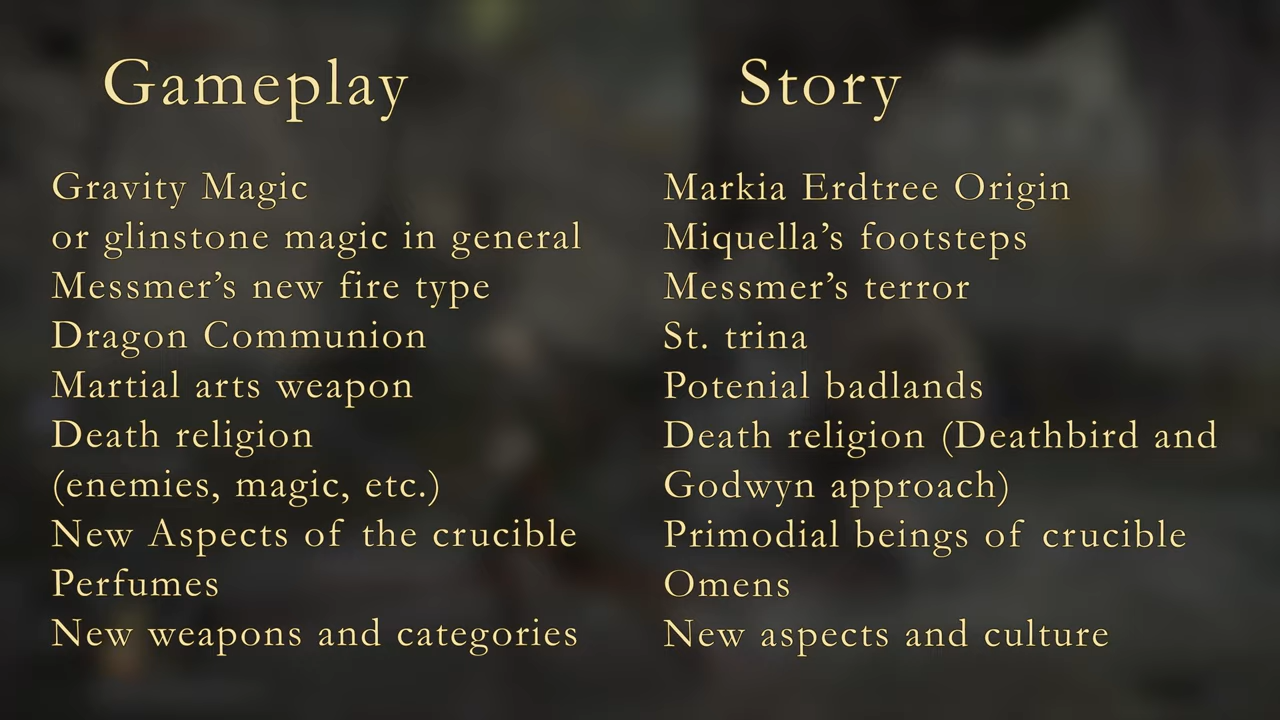 Gameplay
Gravity Magic
or glinstone magic in general
Messmer's new fire type
Dragon Communion
Martial arts weapon
Death religion
(enemies, magic, etc.)
New Aspects of the crucible
Perfumes
New weapons and categories
Story
Markia Erdtree Origin
Miquella's footsteps
Messmer's terror
St. trina
Potenial badlands
Death religion (Deathbird and
Godwyn approach)
Primodial beings of crucible
Omens
New aspects and culture